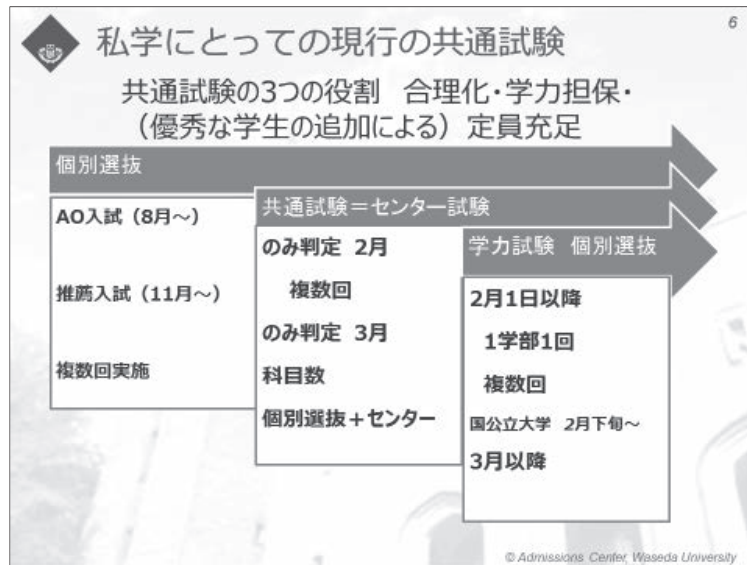 6
私学にとっての現行の共通試験
共通試験の3つの役割 合理化・学力担保・
（優秀な学生の追加による）定員充足
個別選抜
AO入試（8月～）
推薦入試（11月～）
複数回実施
共通試験＝センター試験
のみ判定 2月
複数回
のみ判定 3月
科目数
個別選抜＋センター
学力試験 個別選抜
2月1日以降
1学部1回
複数回
国公立大学 2月下旬～
3月以降
© Admissions Center, Waseda University